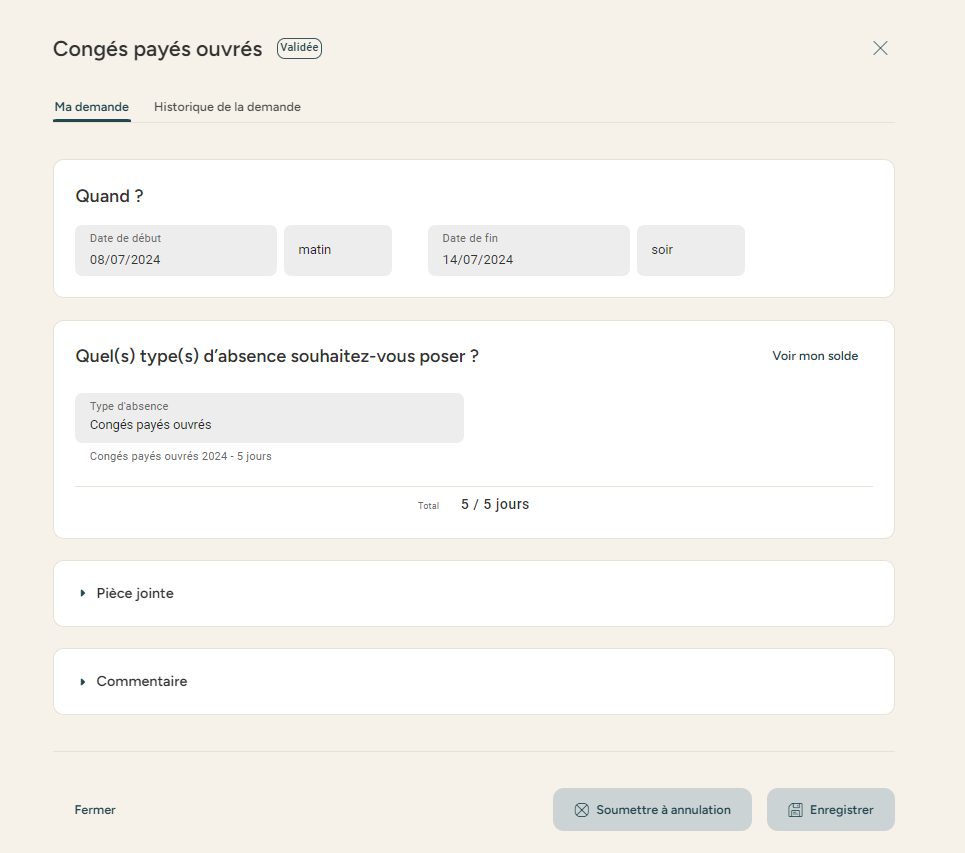 Congés payés ouvrés Validée
Ma demande Historique de la demande
Quand ?
Date de début
08/07/2024
matin
Date de fin
14/07/2024
soir
Quel(s) type(s) d’absence souhaitez-vous poser ? Voir mon solde
Type d'absence
Congés payés ouvrés
Congés payés ouvrés 2024 - 5 jours
Total 5 / 5 jours
Pièce jointe
Commentaire
Fermer Soumettre à annulation Enregistrer